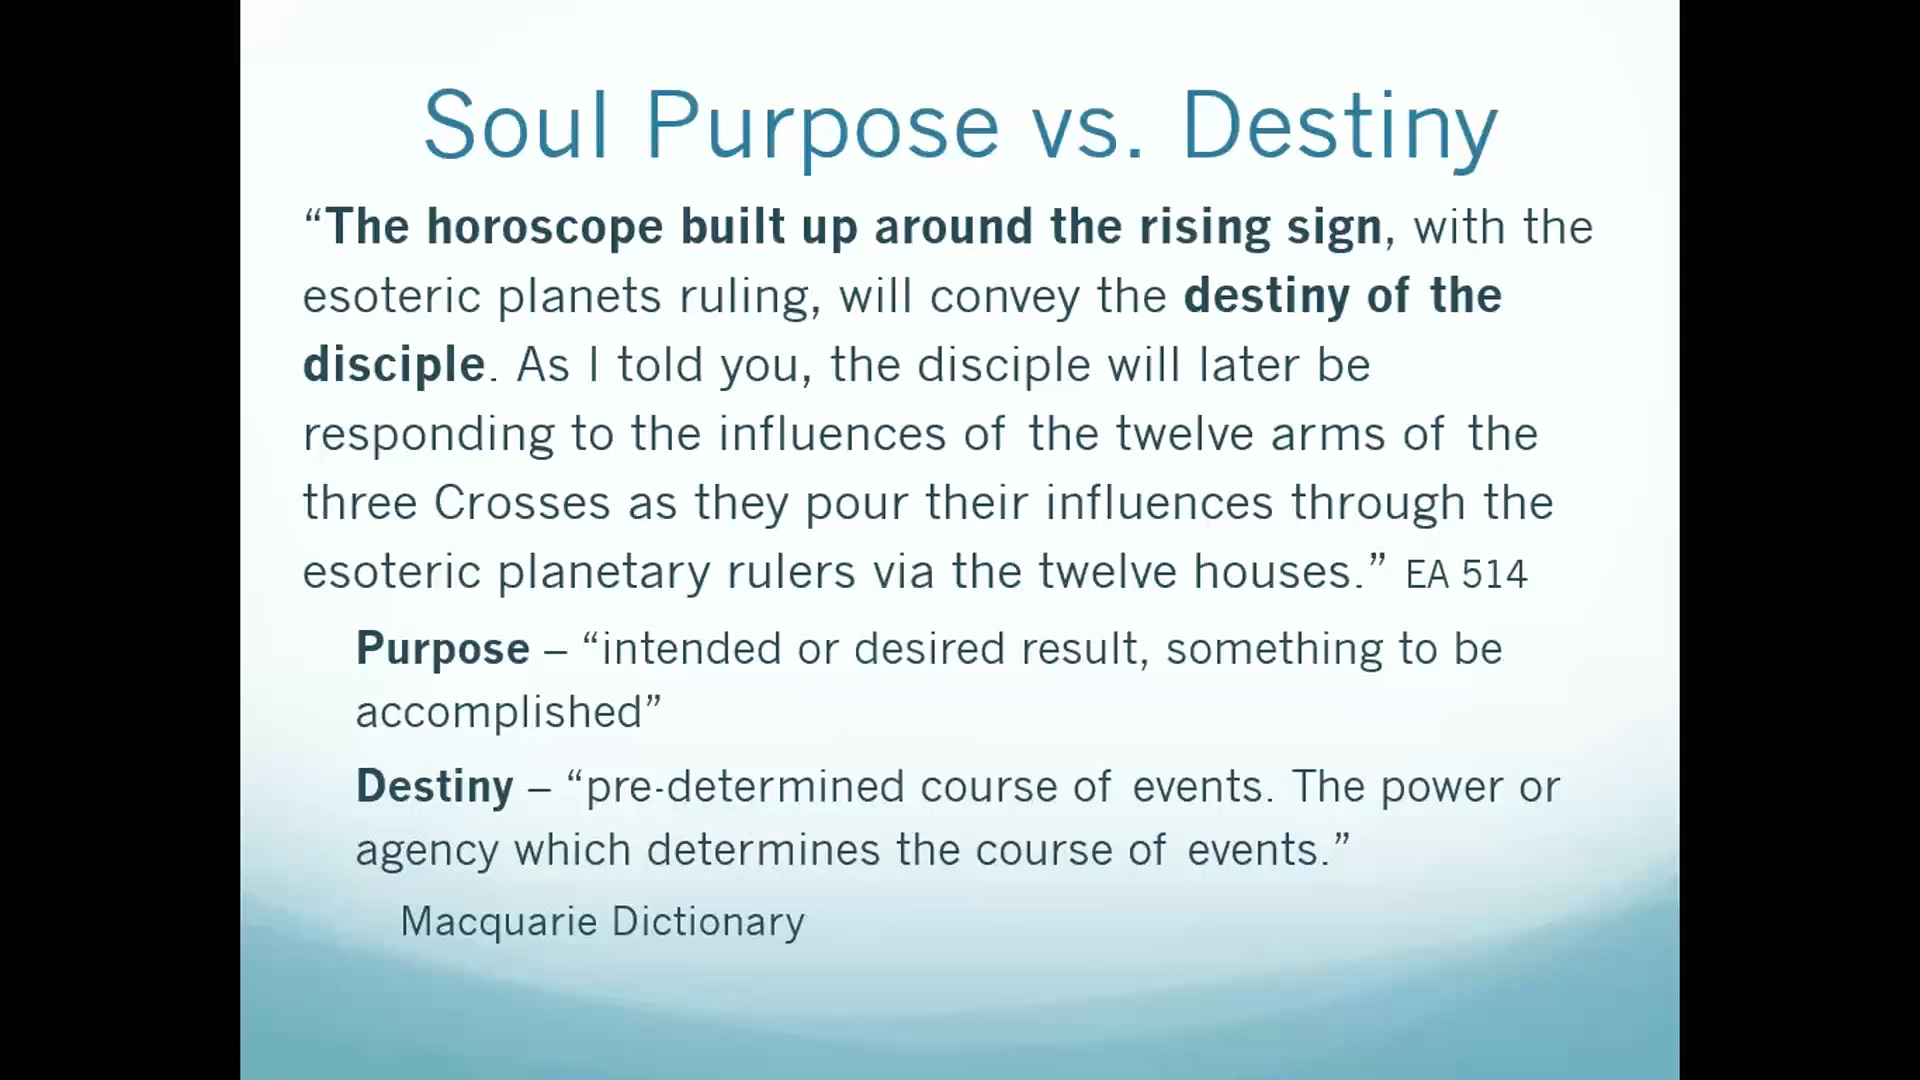 Soul Purpose vs. Destiny
“The horoscope built up around the rising sign, with the
esoteric planets ruling, will convey the destiny of the
disciple. As I told you, the disciple will later be
responding to the influences of the twelve arms of the
three Crosses as they pour their influences through the
esoteric planetary rulers via the twelve houses.” EA 514
Purpose – “intended or desired result, something to be
accomplished”
Destiny – “pre-determined course of events. The power or
agency which determines the course of events.”
Macquarie Dictionary